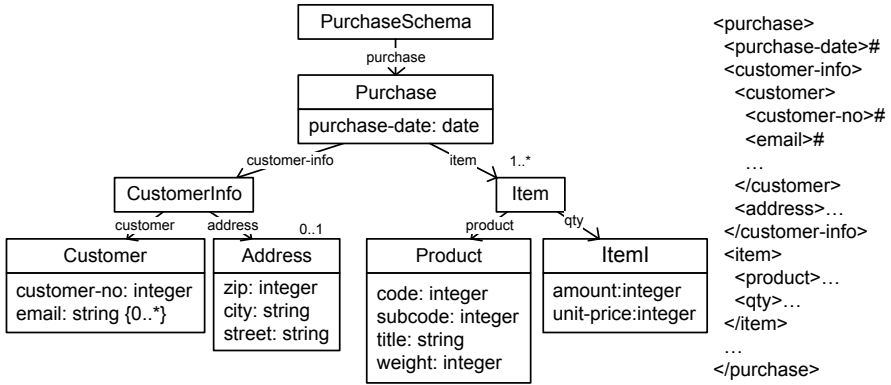 PurchaseSchema
purchase
Purchase
purchase-date: date
customer-info
item
1..*
CustomerInfo
Item
customer
address
0..1
product
qty
Customer
customer-no: integer
email: string {0..*}
Address
zip: integer
city: string
street: string
Product
code: integer
subcode: integer
title: string
weight: integer
ItemI
amount:integer
unit-price:integer
<purchase>
<purchase-date>#
<customer-info>
<customer>
<customer-no>#
<email>#
…
</customer>
<address>…
</customer-info>
<item>
<product>…
<qty>…
</item>
…
</purchase>